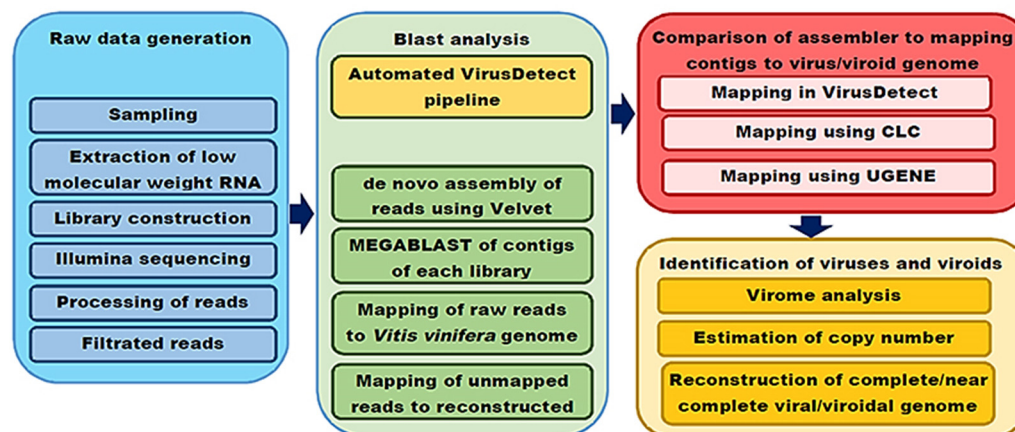 Raw data generation
Sampling
Extraction of low
molecular weight RNA
Library construction
Illumina sequencing
Processing of reads
Filtrated reads
Blast analysis
Automated VirusDetect
pipeline
de novo assembly of
reads using Velvet
MEGABLAST of contigs
of each library
Mapping of raw reads
to Vitis vinifera genome
Mapping of unmapped
reads to reconstructed
Comparison of assembler to mapping
contigs to virus/viroid genome
Mapping in VirusDetect
Mapping using CLC
Mapping using UGENE
Identification of viruses and viroids
Virome analysis
Estimation of copy number
Reconstruction of complete/near
complete viral/viroidal genome